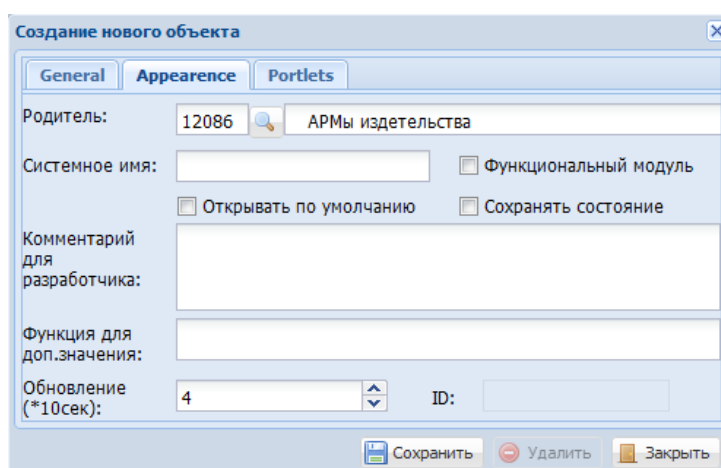 Создание нового объекта
General Appearence Portlets
Родитель: 12086 АРМы издетельства
Системное имя: Функциональный модуль
Открывать по умолчанию Сохранять состояние
Комментарий
для
разработчика:
Функция для
доп.значения:
Обновление
(*10сек): 4 ID:
Сохранить Удалить Закрыть